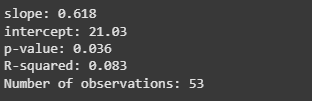 slope: 0.618
intercept: 21.03
p-value: 0.036
R-squared: 0.083
Number of observations: 53